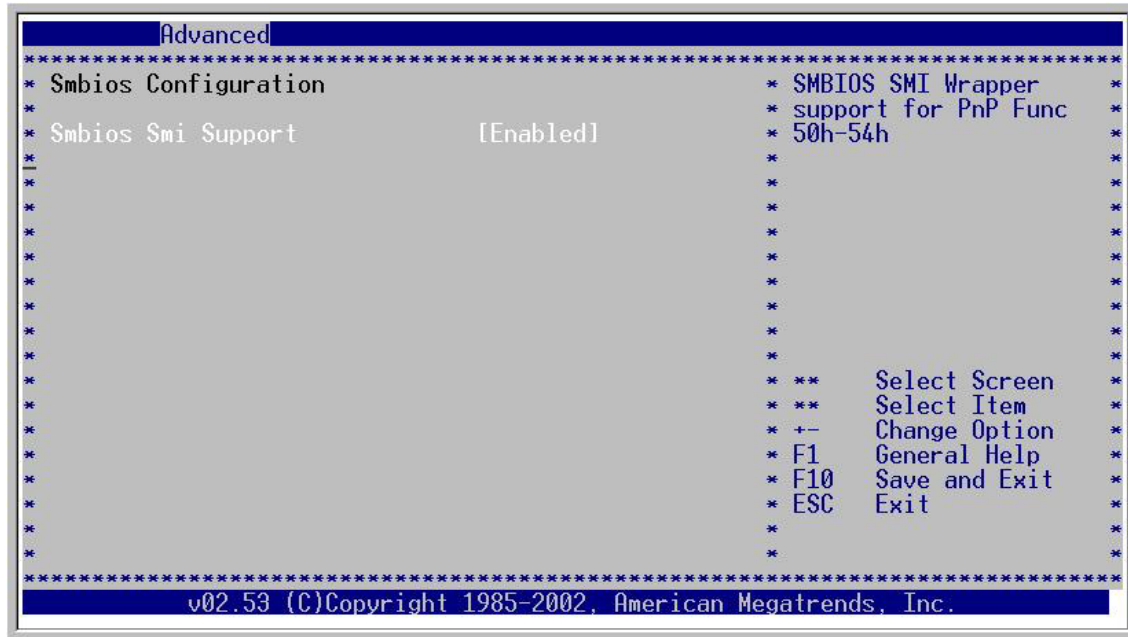 Advanced
Smbios Configuration
Smbios Smi Support [Enabled]
SMBIOS SMI Wrapper
support for PnP Func
50h-54h
** Select Screen
** Select Item
+- Change Option
F1 General Help
F10 Save and Exit
ESC Exit
v02.53 (C)Copyright 1985-2002, American Megatrends, Inc.